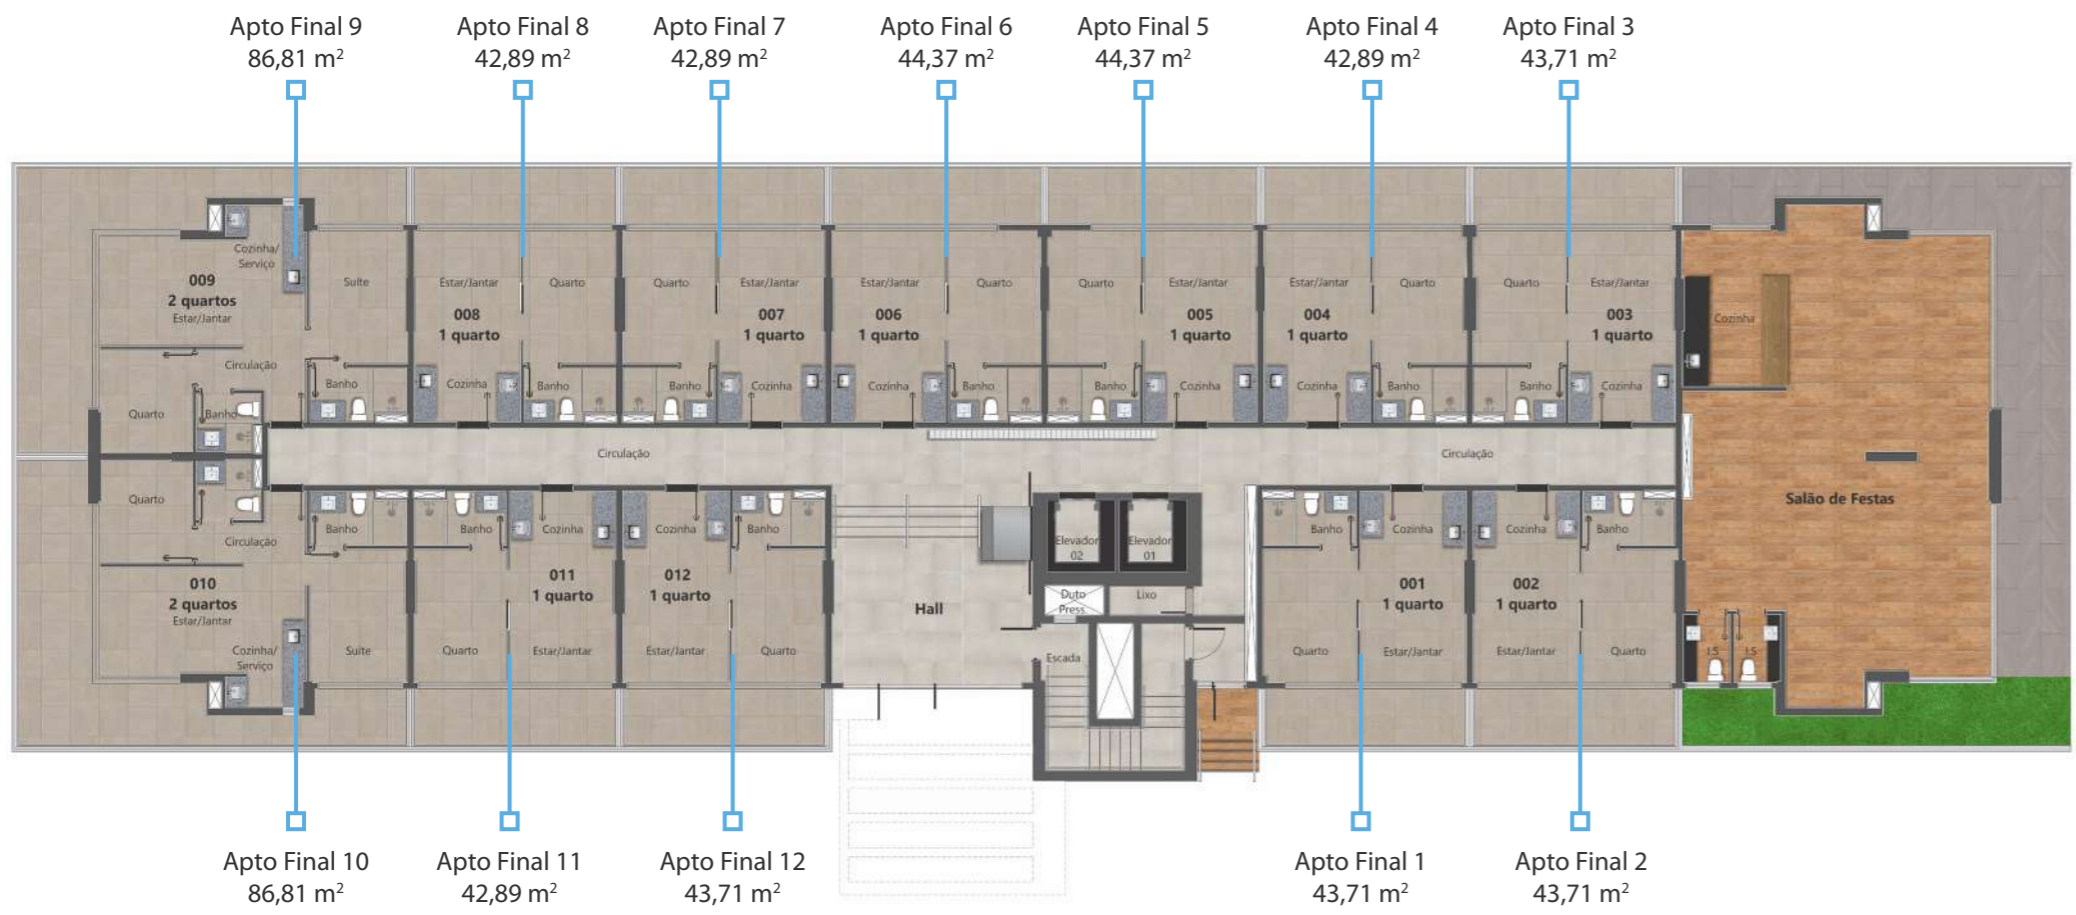 Apto Final 9
86,81 m²
Apto Final 8
42,89 m²
Apto Final 7
42,89 m²
Apto Final 6
44,37 m²
Apto Final 5
44,37 m²
Apto Final 4
42,89 m²
Apto Final 3
43,71 m²
Cozinha/
Serviço
009
2 quartos
Estar/Jantar
Suíte
Circulação
Banho
Quarto
Banho
Estar/Jantar
Quarto
008
1 quarto
Cozinha
Banho
Quarto
Estar/Jantar
007
1 quarto
Banho
Cozinha
Estar/Jantar
Quarto
006
1 quarto
Cozinha
Banho
Quarto
Estar/Jantar
005
1 quarto
Banho
Cozinha
Estar/Jantar
Quarto
004
1 quarto
Cozinha
Banho
Quarto
Estar/Jantar
003
1 quarto
Banho
Cozinha
Cozinha
Circulação
Circulação
Salão de Festas
Quarto
Banho
Circulação
010
2 quartos
Estar/Jantar
Cozinha/
Serviço
Suíte
Banho
Cozinha
011
1 quarto
Quarto
Estar/Jantar
Cozinha
Banho
012
1 quarto
Estar/Jantar
Quarto
Hall
Elevador
02
Elevador
01
Duto
Press.
Lixo
Escada
Banho
Cozinha
001
1 quarto
Quarto
Estar/Jantar
Cozinha
Banho
002
1 quarto
Estar/Jantar
Quarto
I.S
I.S
Apto Final 10
86,81 m²
Apto Final 11
42,89 m²
Apto Final 12
43,71 m²
Apto Final 1
43,71 m²
Apto Final 2
43,71 m²